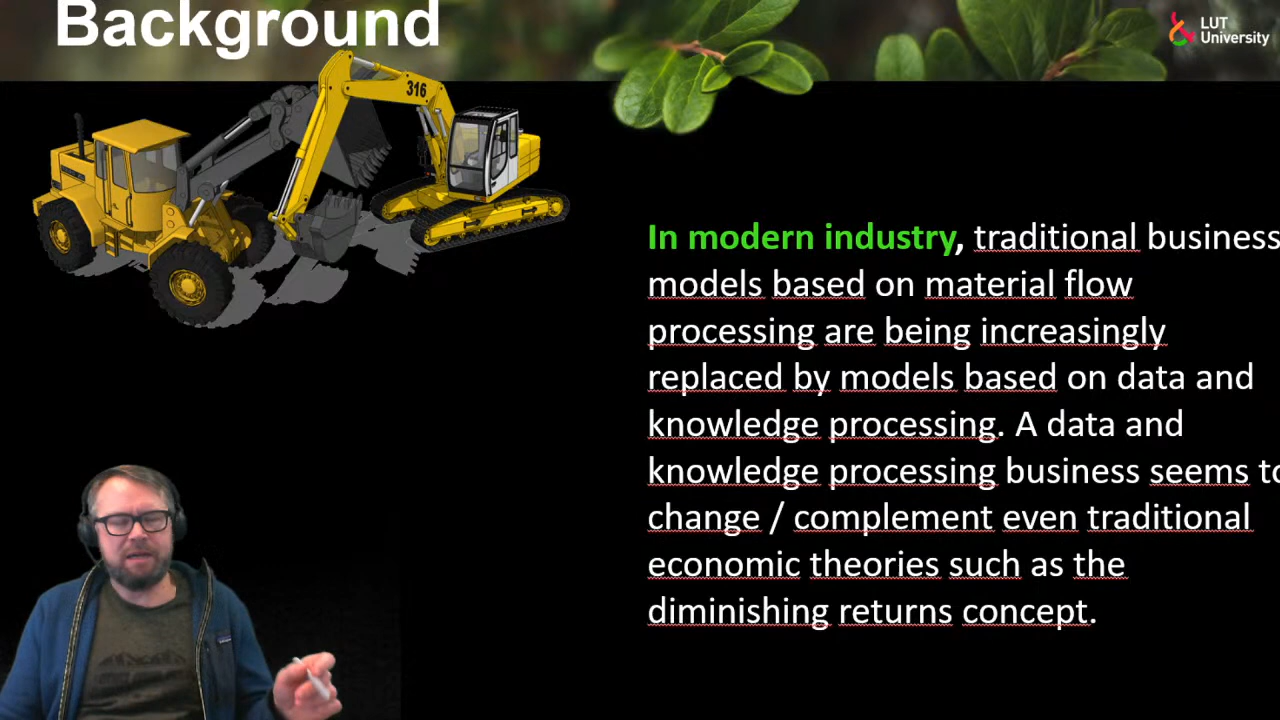 Background
LUT
University
316
In modern industry, traditional business
models based on material flow
processing are being increasingly
replaced by models based on data and
knowledge processing. A data and
knowledge processing business seems to
change / complement even traditional
economic theories such as the
diminishing returns concept.